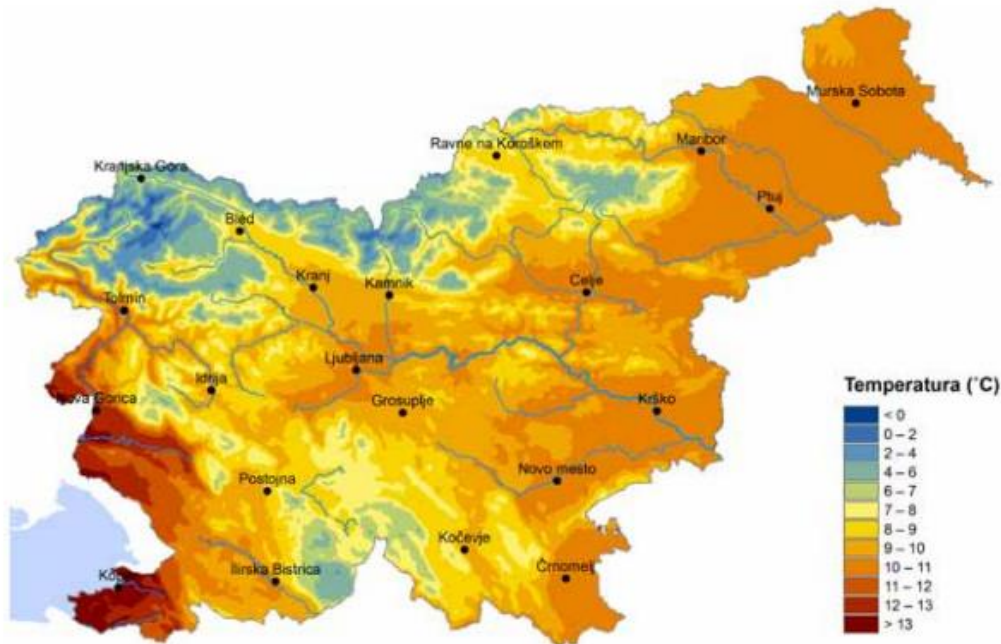 Murska Sobota
Ravne na Koroškem
Maribor
Kranjska Gora
Ptuj
Bled
Kranj
Kamnik
Celje
Tolmin
Ljubljana
Idrija
Nova Gorica
Grosuplje
Krško
Postojna
Novo mesto
Kočevje
Ilirska Bistrica
Črnomelj
Temperatura (°C)
< 0
0 – 2
2 – 4
4 – 6
6 – 7
7 – 8
8 – 9
9 – 10
10 – 11
11 – 12
12 – 13
> 13